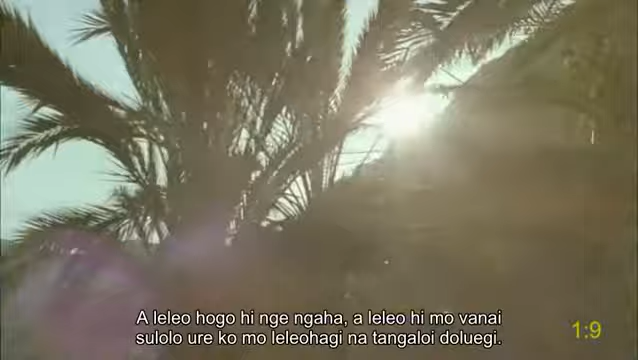 A leleo hogo hi nge ngaha, a leleo hi mo vanai
sulolo ure ko mo leleohagi na tangaloi doluegi.
1:9